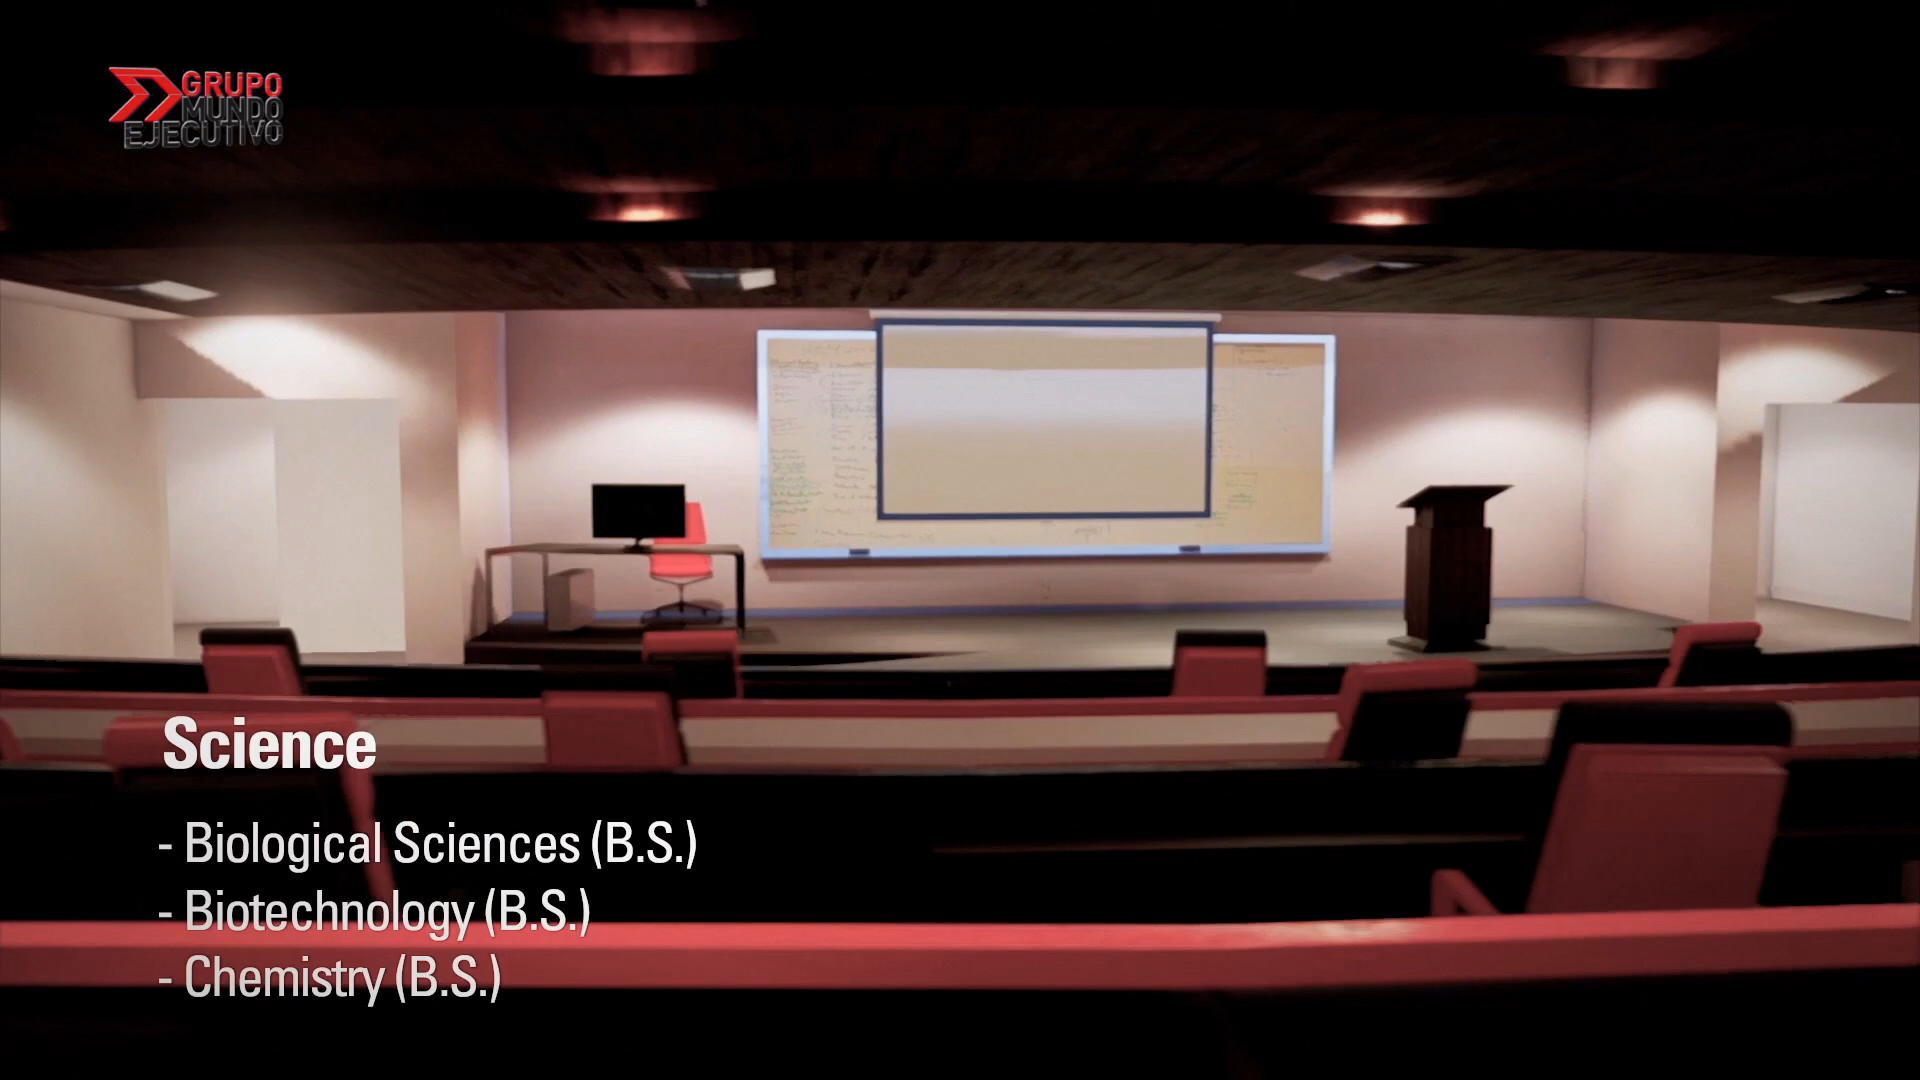 GRUPO
MUNDO
EJECUTIVO
Science
- Biological Sciences (B.S.)
- Biotechnology (B.S.)
- Chemistry (B.S.)